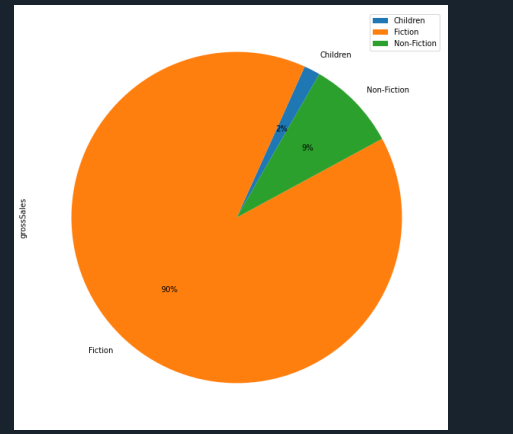 Children
Fiction
Non-Fiction
Children
Non-Fiction
2%
9%
grossSales
90%
Fiction